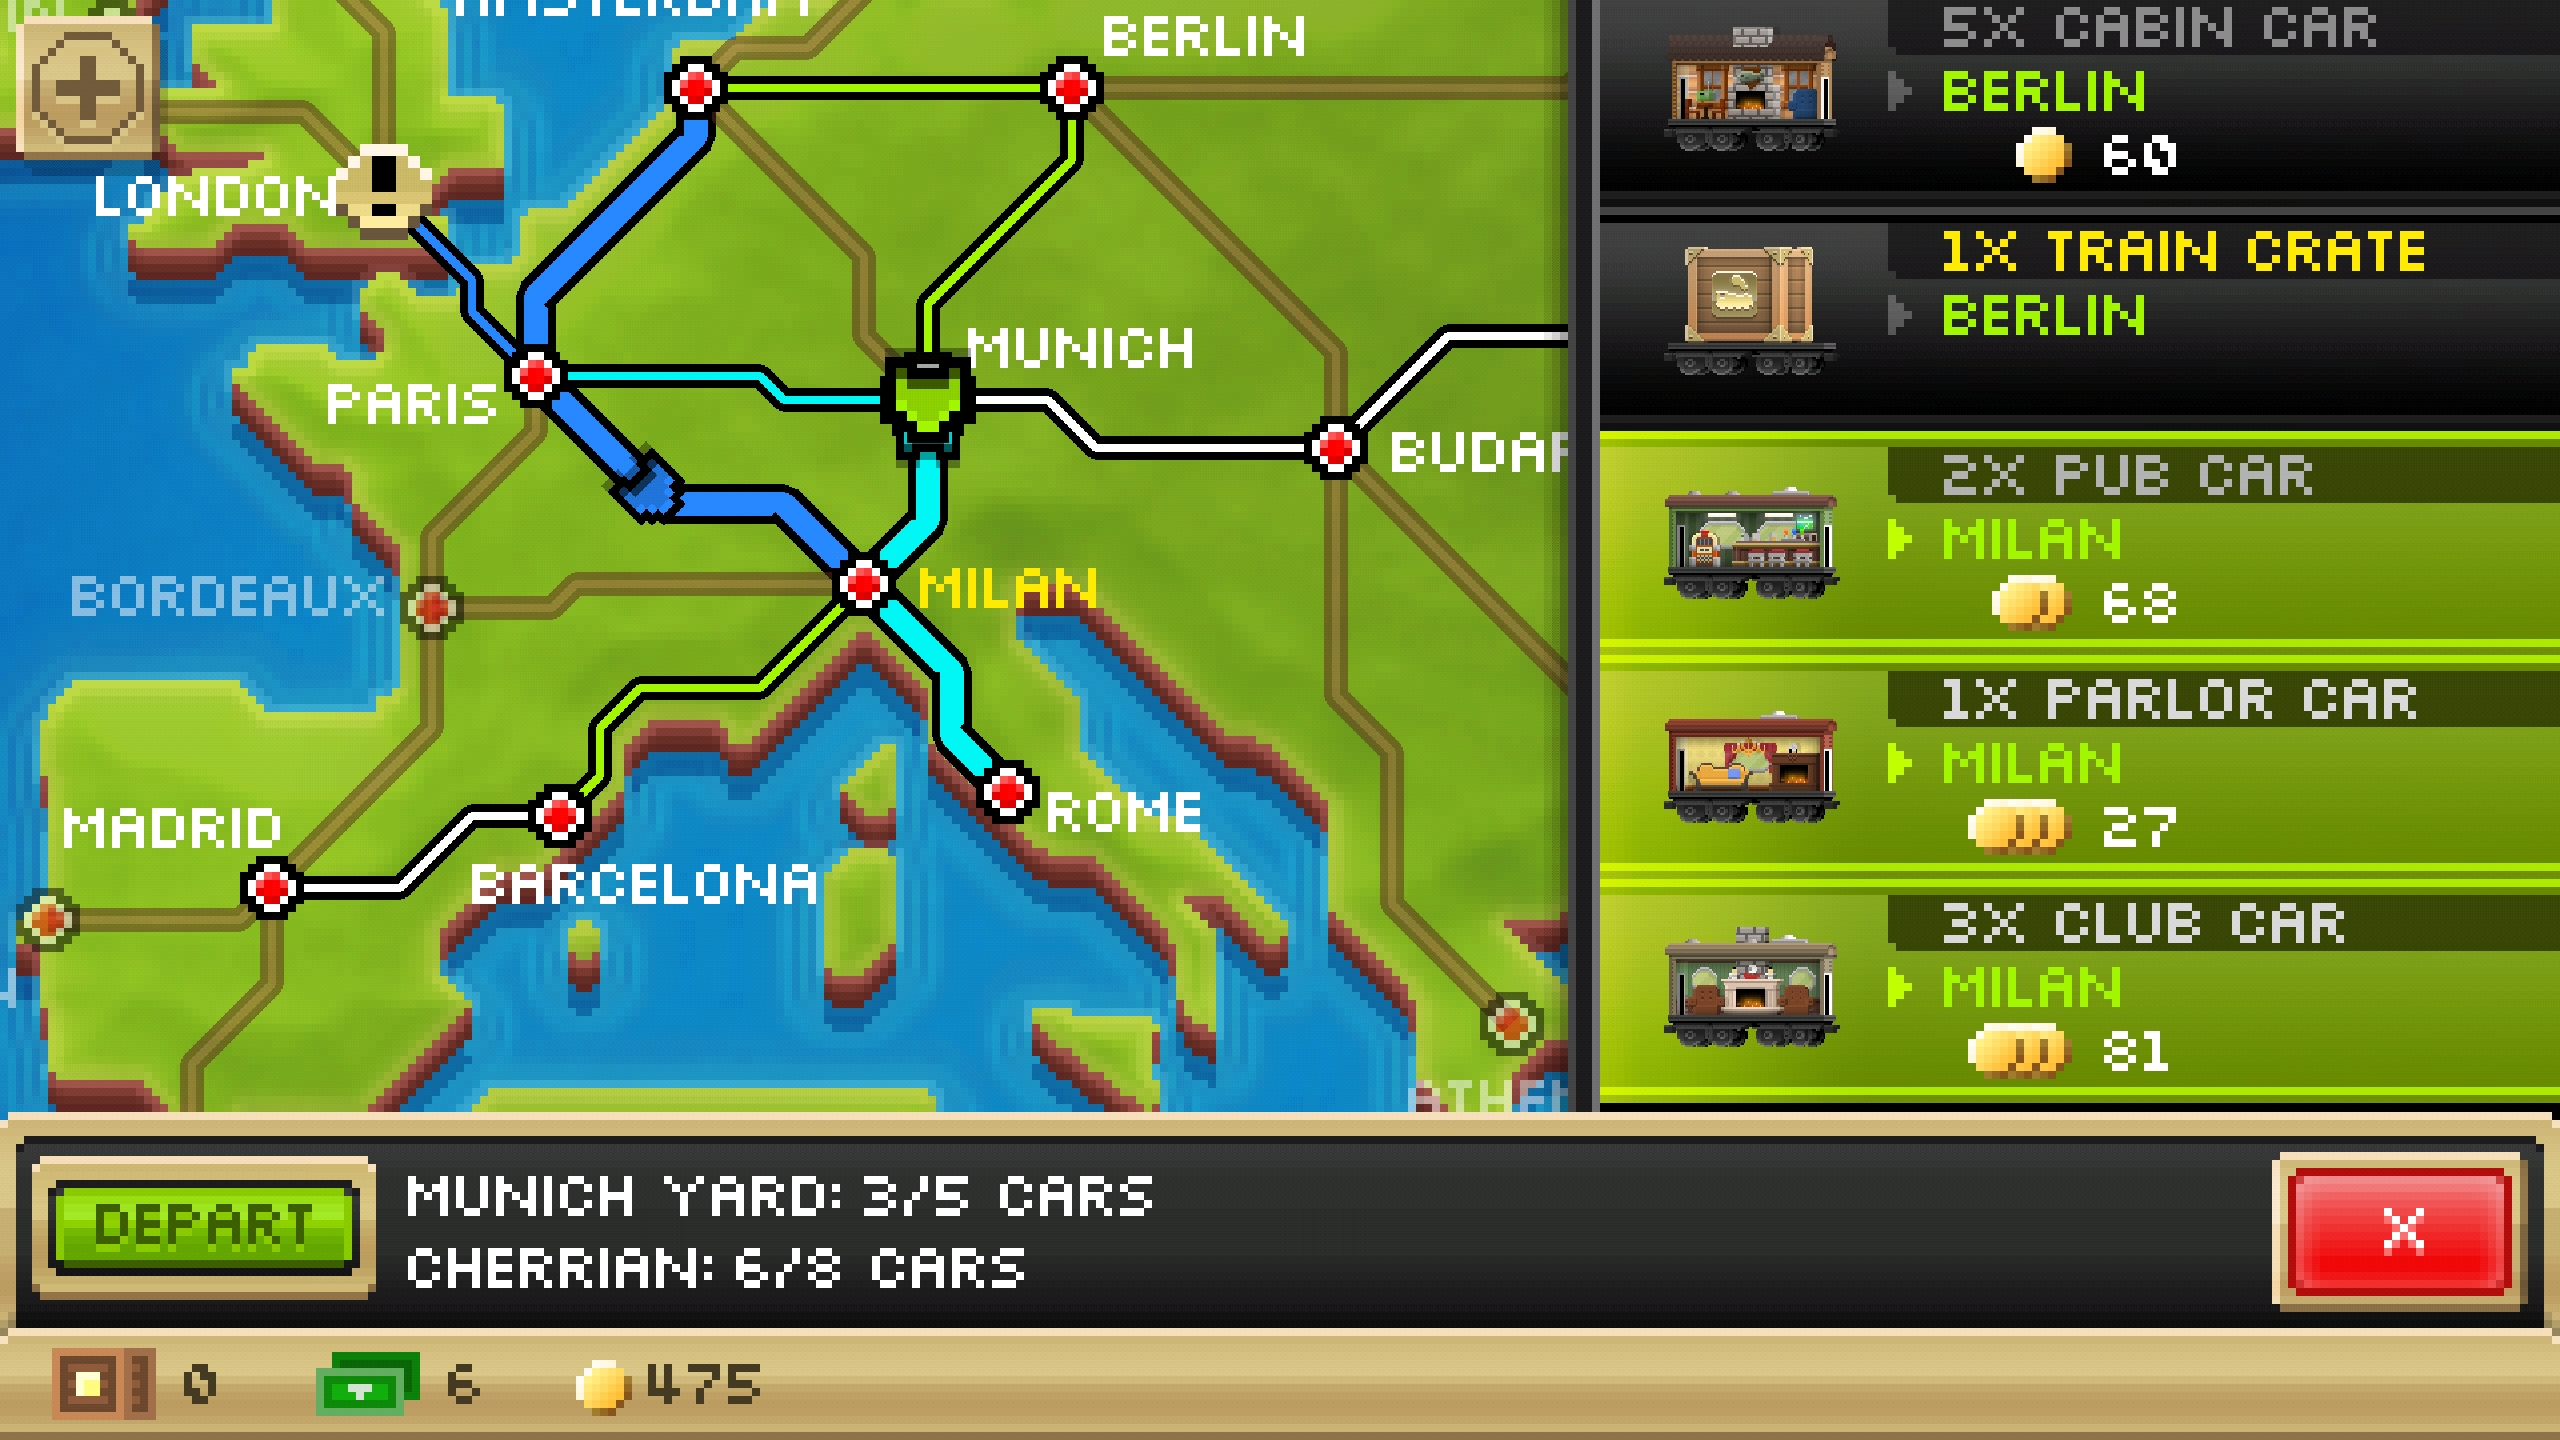 AMSTERDAM
BERLIN
LONDON
MUNICH
PARIS
BORDEAUX
MILAN
ROME
MADRID
BARCELONA
5X CABIN CAR
BERLIN
60
1X TRAIN CRATE
BERLIN
2X PUB CAR
MILAN
68
1X PARLOR CAR
MILAN
27
3X CLUB CAR
MILAN
81
DEPART
MUNICH YARD: 3/5 CARS
CHERRIAN: 6/8 CARS
X
0
6
475